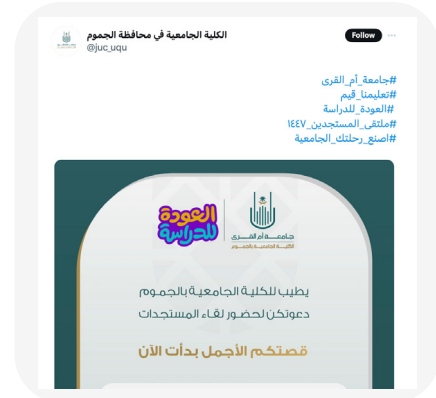 الكلية الجامعية في محافظة الجموم
@juc_uqu
Follow
#جامعة_أم_القرى
#تعليمنا_قيم
#العودة_للدراسة
#ملتقى_المستجدين_١٤٤٧
#اصنع_رحلتك_الجامعية
العودة
للدراسة
جامعة أم القرى
الكلية الجامعية بالجموم
يطيب للكلية الجامعية بالجموم
دعوتكن لحضور لقاء المستجدات
قصتكم الأجمل بدأت الآن